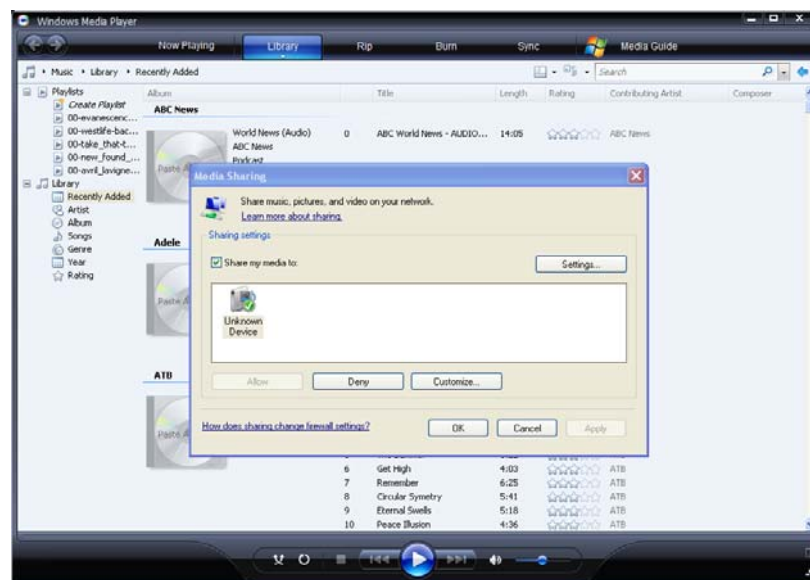 Windows Media Player
Now Playing Library Rip Burn Sync Media Guide
Music Library Recently Added Search
Playlists Album Title Length Rating Contributing Artist Composer
Create Playlist
ABC News
00-evanescenc...
00-westlife-bac...
World News (Audio) 0 ABC World News - AUDIO... 14:05 ABC News
00-take_that-t...
ABC News
00-new_found_...
Podcast
00-avril_lavigne...
Paste A
Library
Recently Added
Artist
Album
Songs
Genre
Year
Rating
Adele
Paste A
ATB
Paste A
Media Sharing
Share music, pictures, and video on your network.
Learn more about sharing.
Sharing settings
Share my media to:
Settings...
Unknown
Device
Allow Deny Customize...
How does sharing change firewall settings?
OK Cancel Apply
6 Get High 4:03 ATB
7 Remember 6:25 ATB
8 Circular Symetry 5:41 ATB
9 Eternal Swells 5:18 ATB
10 Peace Illusion 4:36 ATB